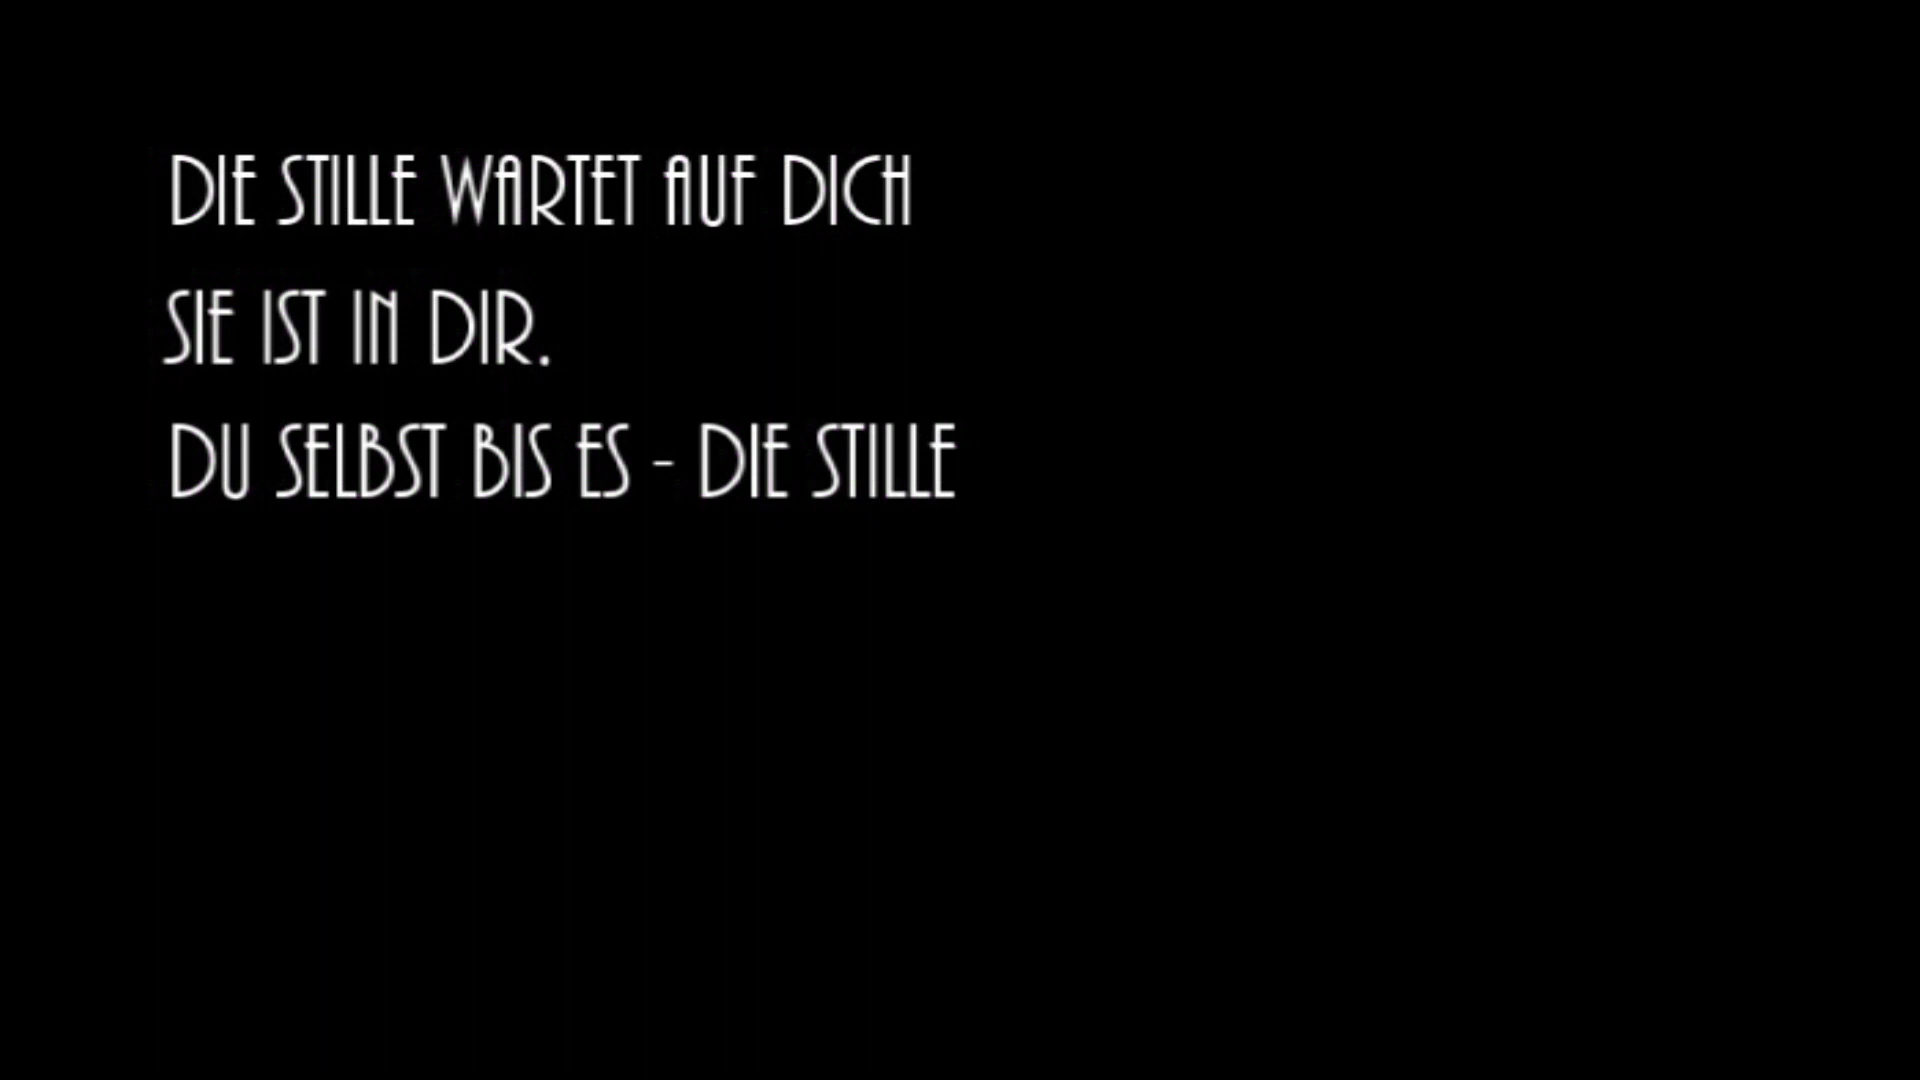 DIE STILLE WARTET AUF DICH
SIE IST IN DIR.
DU SELBST BIS ES - DIE STILLE